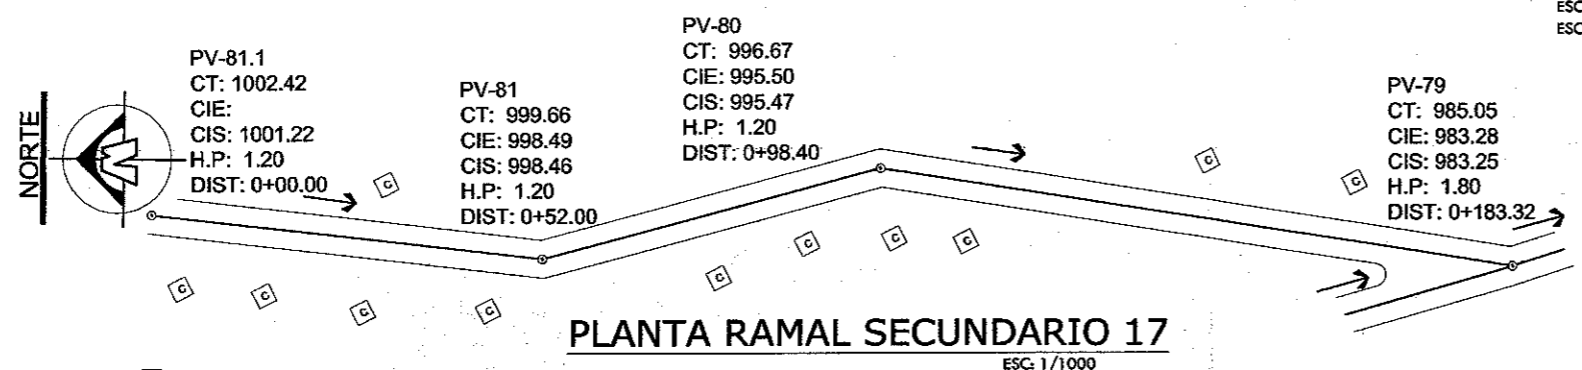 ESC
ESC
NORTE
PV-81.1
CT: 1002.42
CIE:
CIS: 1001.22
H.P: 1.20
DIST: 0+00.00
PV-81
CT: 999.66
CIE: 998.49
CIS: 998.46
H.P: 1.20
DIST: 0+52.00
PV-80
CT: 996.67
CIE: 995.50
CIS: 995.47
H.P: 1.20
DIST: 0+98.40
PV-79
CT: 985.05
CIE: 983.28
CIS: 983.25
H.P: 1.80
DIST: 0+183.32
C
C
C
C
C
C
C
C
C
C
C
PLANTA RAMAL SECUNDARIO 17
ESC: 1/1000